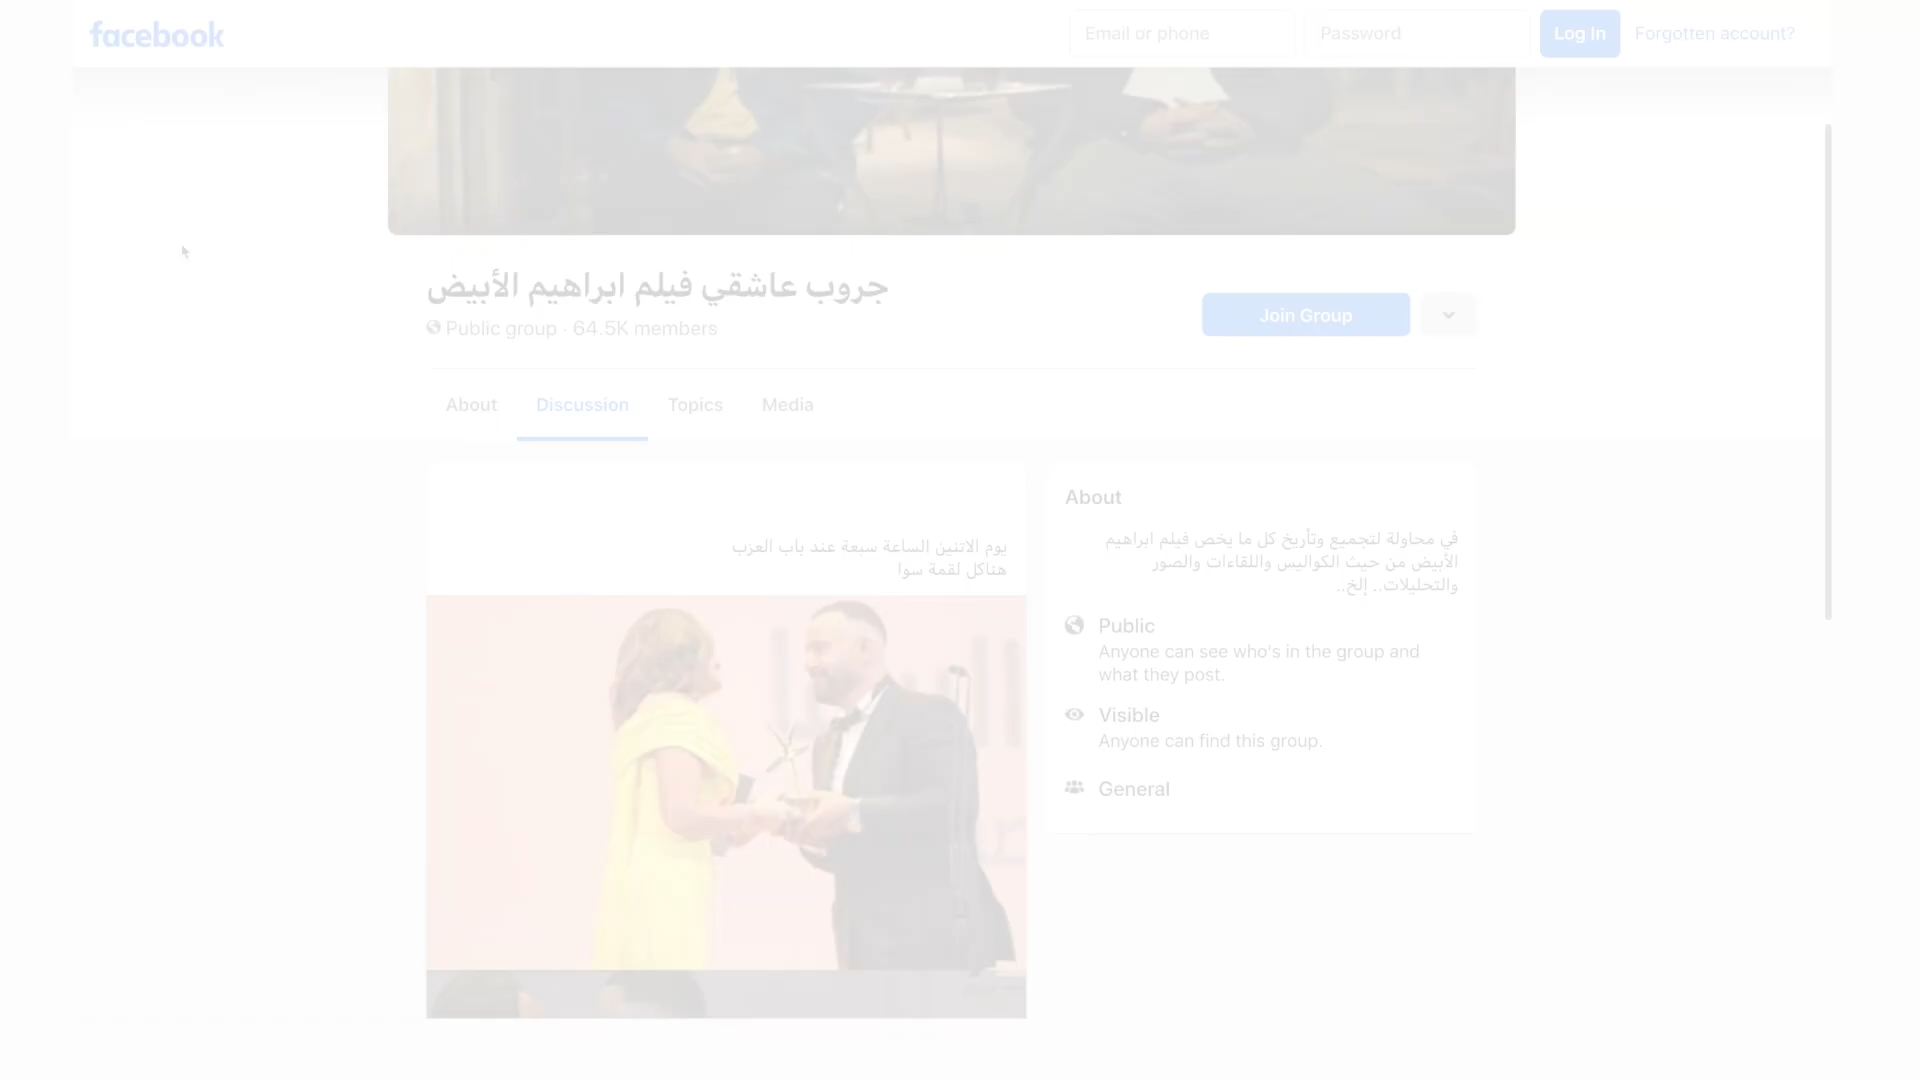 facebook
Email or phone
Password
Log In
Forgotten account?
جروب عاشقي فيلم ابراهيم الأبيض
Public group · 64.5K members
Join Group
About
Discussion
Topics
Media
يوم الاتنين الساعة سبعة عند باب العزب
هناكل لقمة سوا
About
في محاولة لتجميع وتأريخ كل ما يخص فيلم ابراهيم
الأبيض من حيث الكواليس واللقاءات والصور
والتحليلات.. إلخ..
Public
Anyone can see who's in the group and
what they post.
Visible
Anyone can find this group.
General